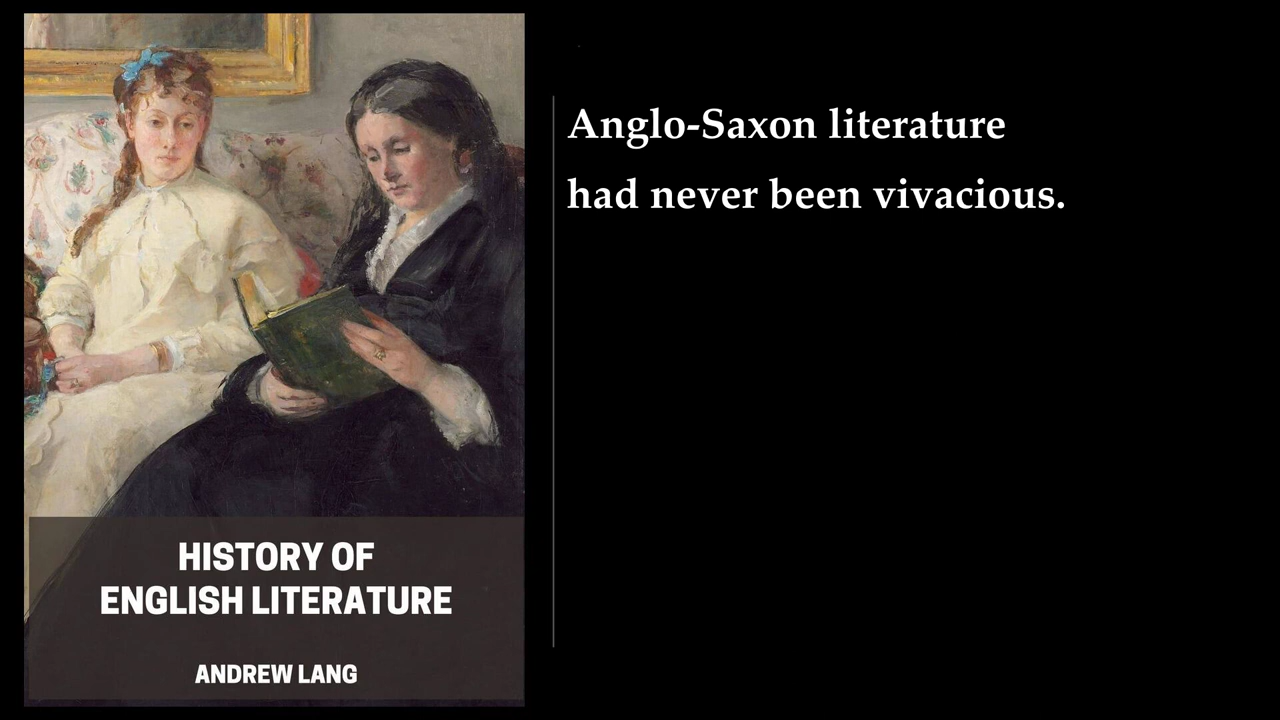 Anglo-Saxon literature
had never been vivacious.
HISTORY OF
ENGLISH LITERATURE
ANDREW LANG